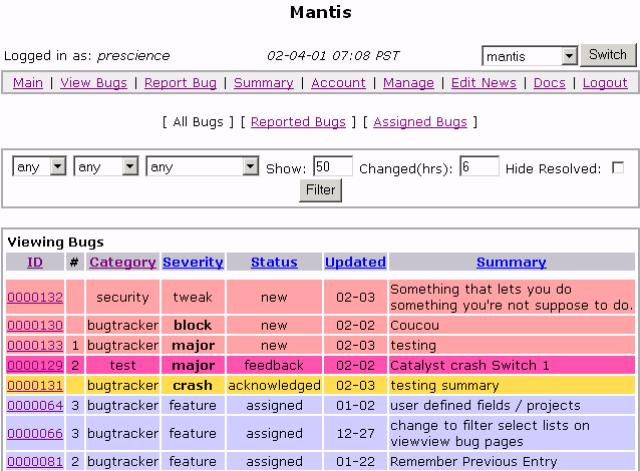 Mantis
Logged in as: prescience 02-04-01 07:08 PST mantis Switch
Main | View Bugs | Report Bug | Summary | Account | Manage | Edit News | Docs | Logout
[ All Bugs ] [ Reported Bugs ] [ Assigned Bugs ]
any any any Show: 50 Changed(hrs): 6 Hide Resolved:
Filter
Viewing Bugs
ID # Category Severity Status Updated Summary
0000132 security tweak new 02-03 Something that lets you do
something you're not suppose to do.
0000130 bugtracker block new 02-02 Coucou
0000133 1 bugtracker major new 02-03 testing
0000129 2 test major feedback 02-02 Catalyst crash Switch 1
0000131 bugtracker crash acknowledged 02-03 testing summary
0000064 3 bugtracker feature assigned 01-02 user defined fields / projects
0000066 3 bugtracker feature assigned 12-27 change to filter select lists on
viewview bug pages
0000081 2 bugtracker feature assigned 01-22 Remember Previous Entry